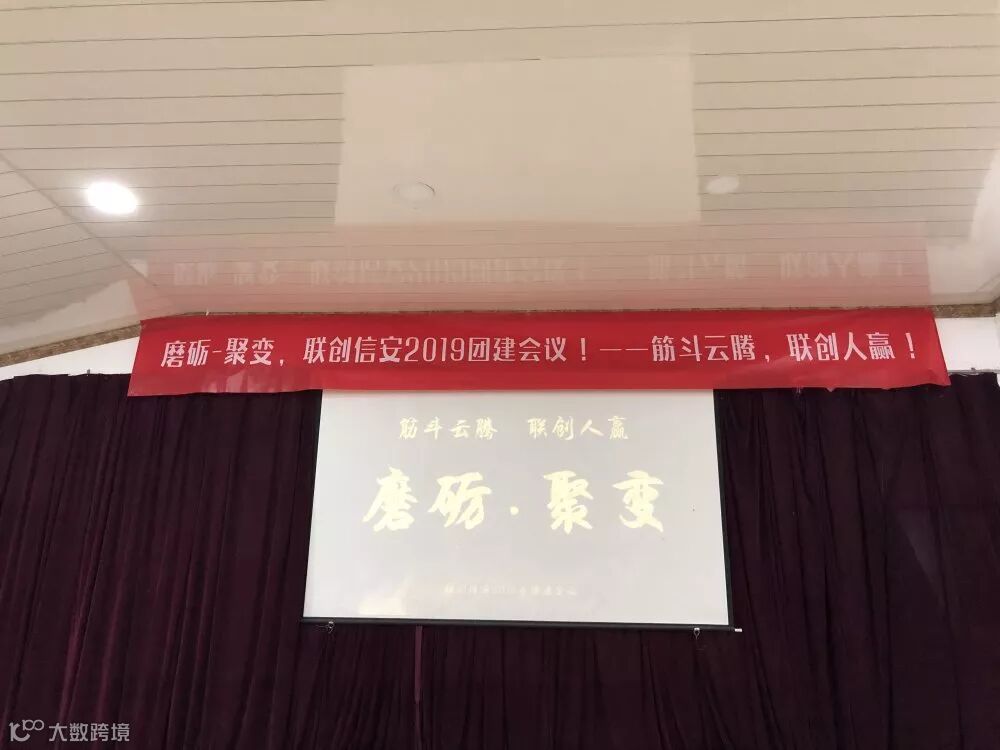 磨砺-聚变，联创信安2019团建会议！---筋斗云腾，联创人赢！
筋斗云腾 联创人赢
磨砺·聚变
大数跨境